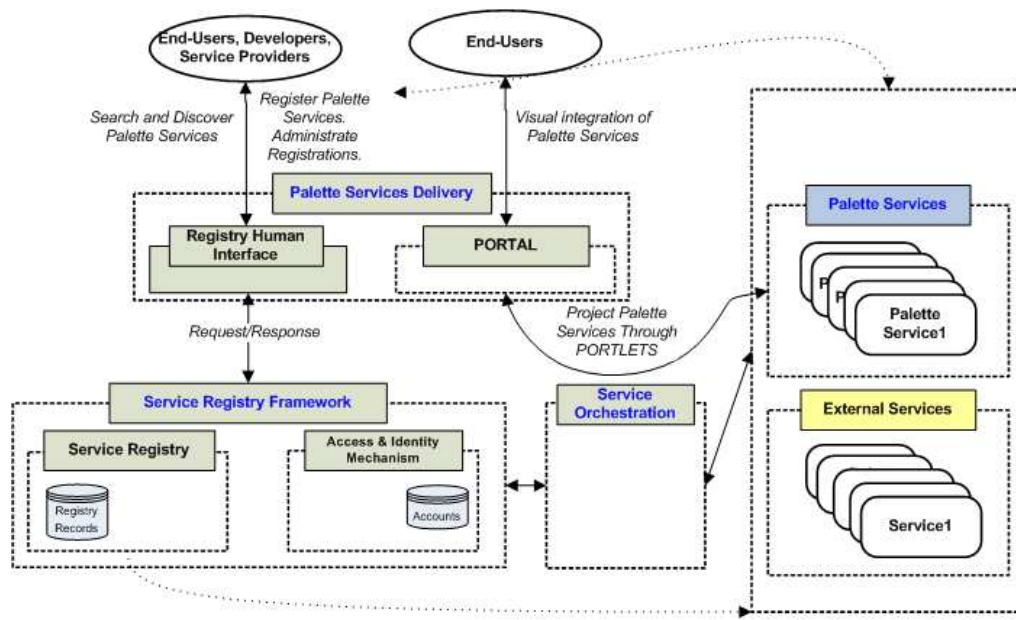 End-Users, Developers,
Service Providers
End-Users
Search and Discover
Palette Services
Register Palette
Services.
Administrate
Registrations.
Visual integration of
Palette Services
Palette Services Delivery
Registry Human
Interface
PORTAL
Palette Services
Palette
Service1
Request/Response
Project Palette
Services Through
PORTLETS
Service Registry Framework
Service
Orchestration
External Services
Service Registry
Access & Identity
Mechanism
Registry
Records
Accounts
Service1